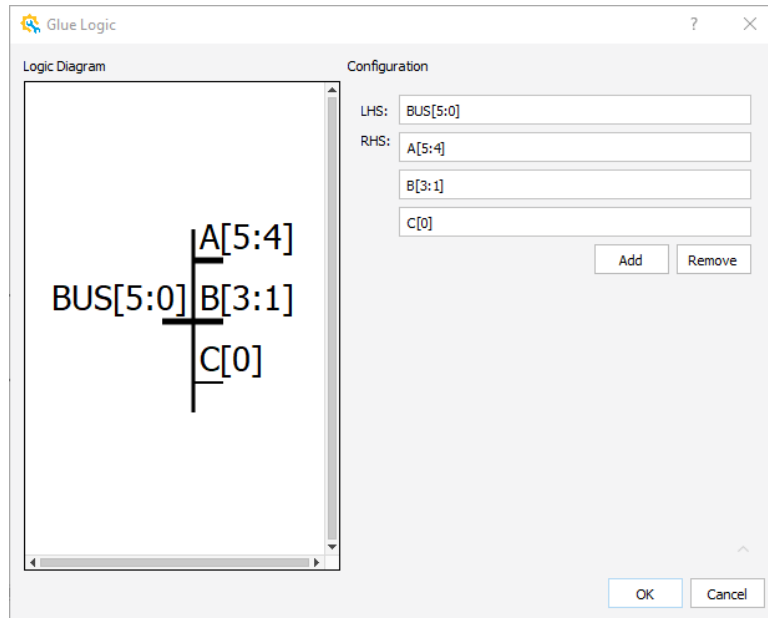 Glue Logic
?
Logic Diagram
Configuration
LHS: BUS[5:0]
RHS: A[5:4]
B[3:1]
C[0]
Add Remove
A[5:4]
BUS[5:0] B[3:1]
C[0]
OK Cancel